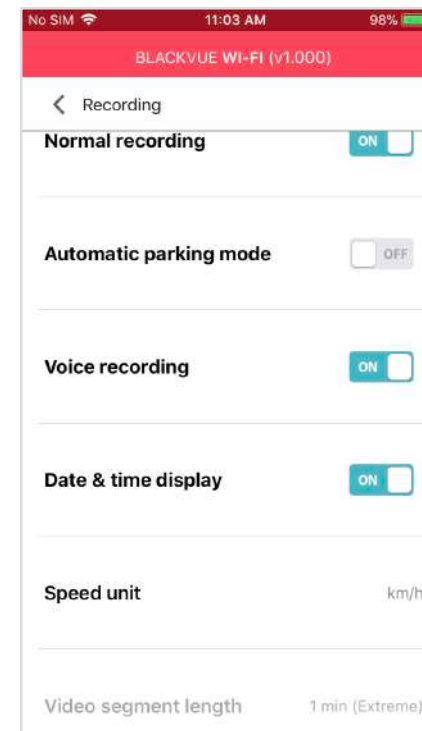 No SIM 11:03 AM 98%
BLACKVUE WI-FI (v1.000)
Recording
Normal recording ON
Automatic parking mode OFF
Voice recording ON
Date & time display ON
Speed unit km/h
Video segment length 1 min (Extreme)